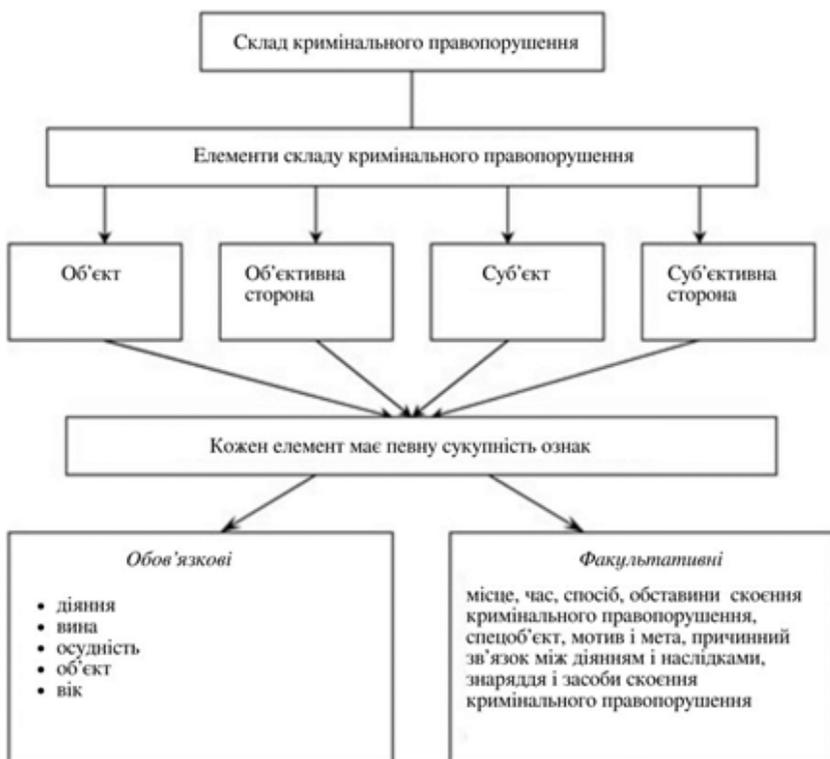 Склад кримінального правопорушення
Елементи складу кримінального правопорушення
Об’єкт
Об’єктивна
сторона
Суб’єкт
Суб’єктивна
сторона
Кожен елемент має певну сукупність ознак
Обов’язкові
• діяння
• вина
• осудність
• об’єкт
• вік
Факультативні
місце, час, спосіб, обставини скоєння
кримінального правопорушення,
спецоб’єкт, мотив і мета, причинний
зв’язок між діянням і наслідками,
знаряддя і засоби скоєння
кримінального правопорушення